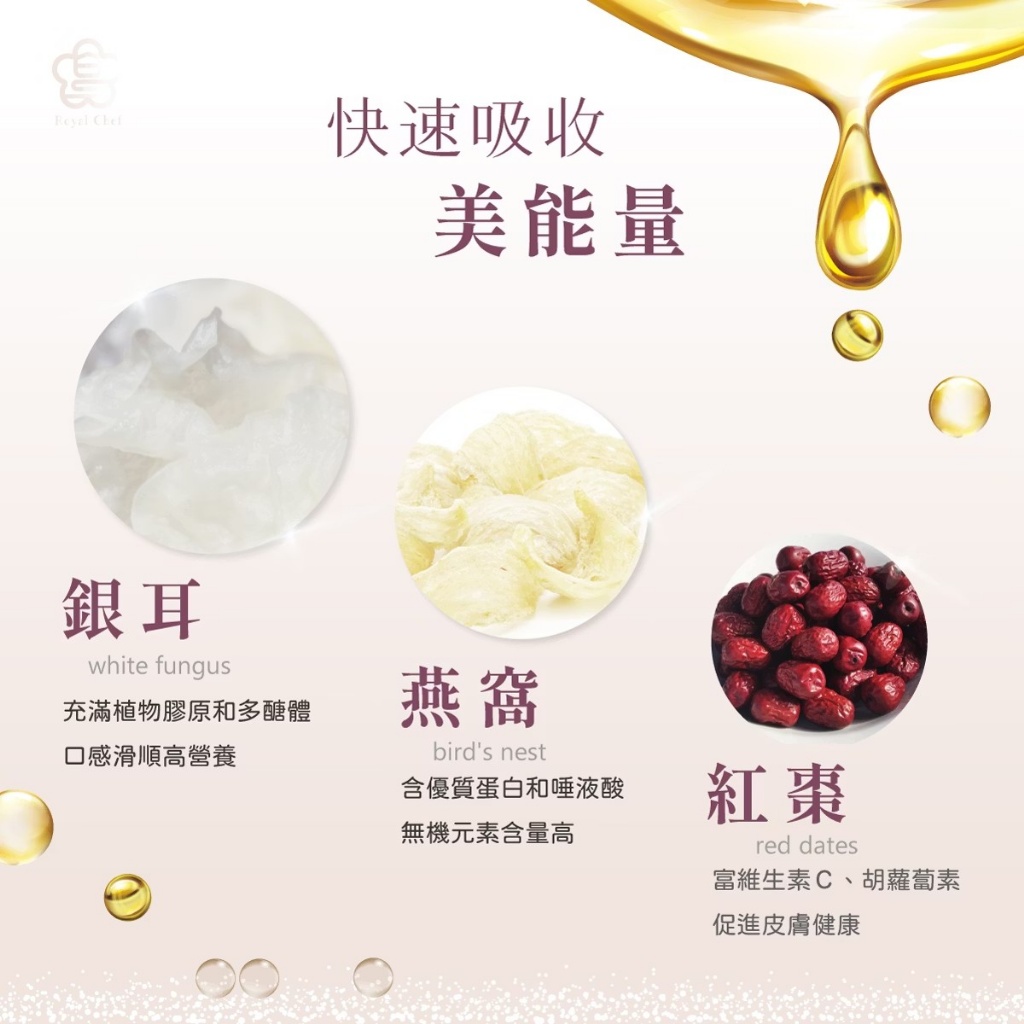 Royal Chef
快速吸收
美能量
銀耳
white fungus
充滿植物膠原和多醣體
口感滑順高營養
燕窩
bird's nest
含優質蛋白和唾液酸
無機元素含量高
紅棗
red dates
富維生素C、胡蘿蔔素
促進皮膚健康